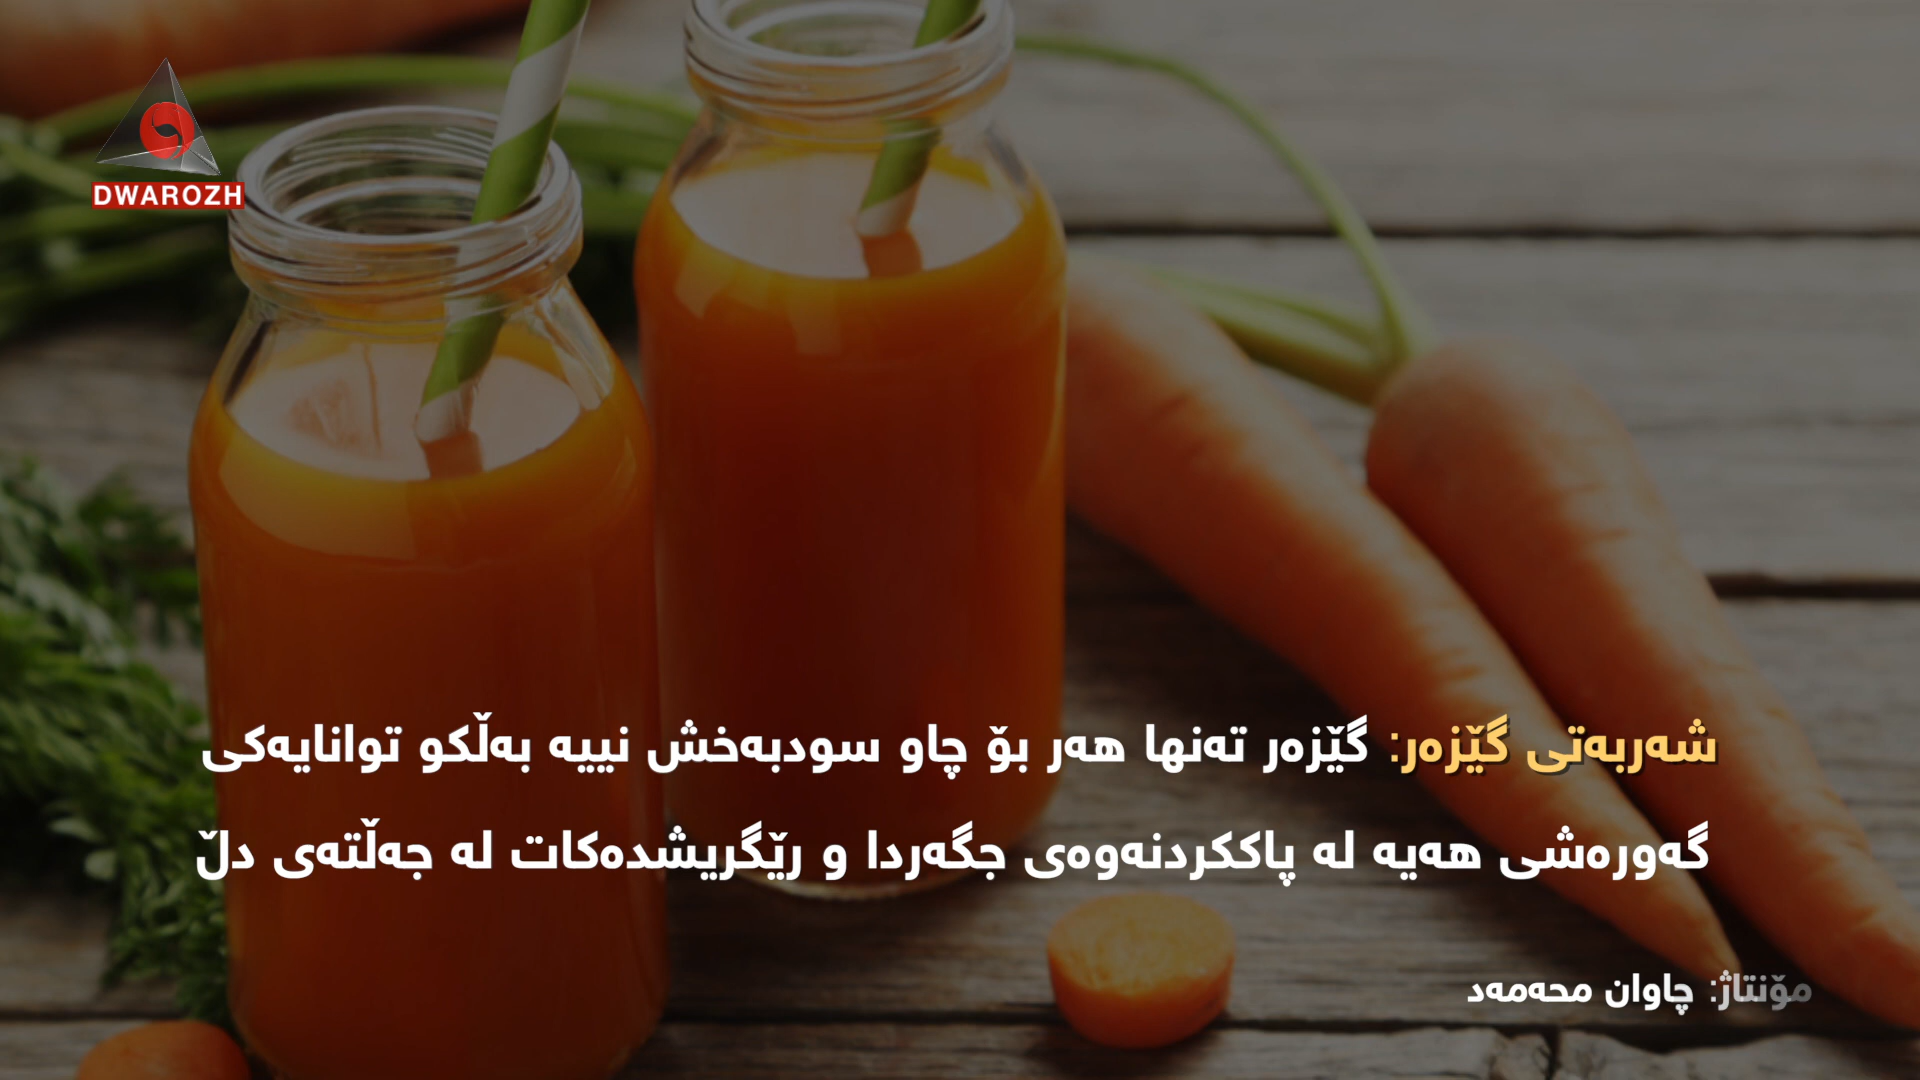 DWAROZH
شەربەتی گێزەر: گێزەر تەنها هەر بۆ چاو سودبەخش نییە بەڵکو توانایەکی
گەورەشی هەیە لە پاککردنەوەی جگەردا و رێگریشدەکات لە جەڵتەی دڵ
مۆنتاژ: چاوان محەمەد